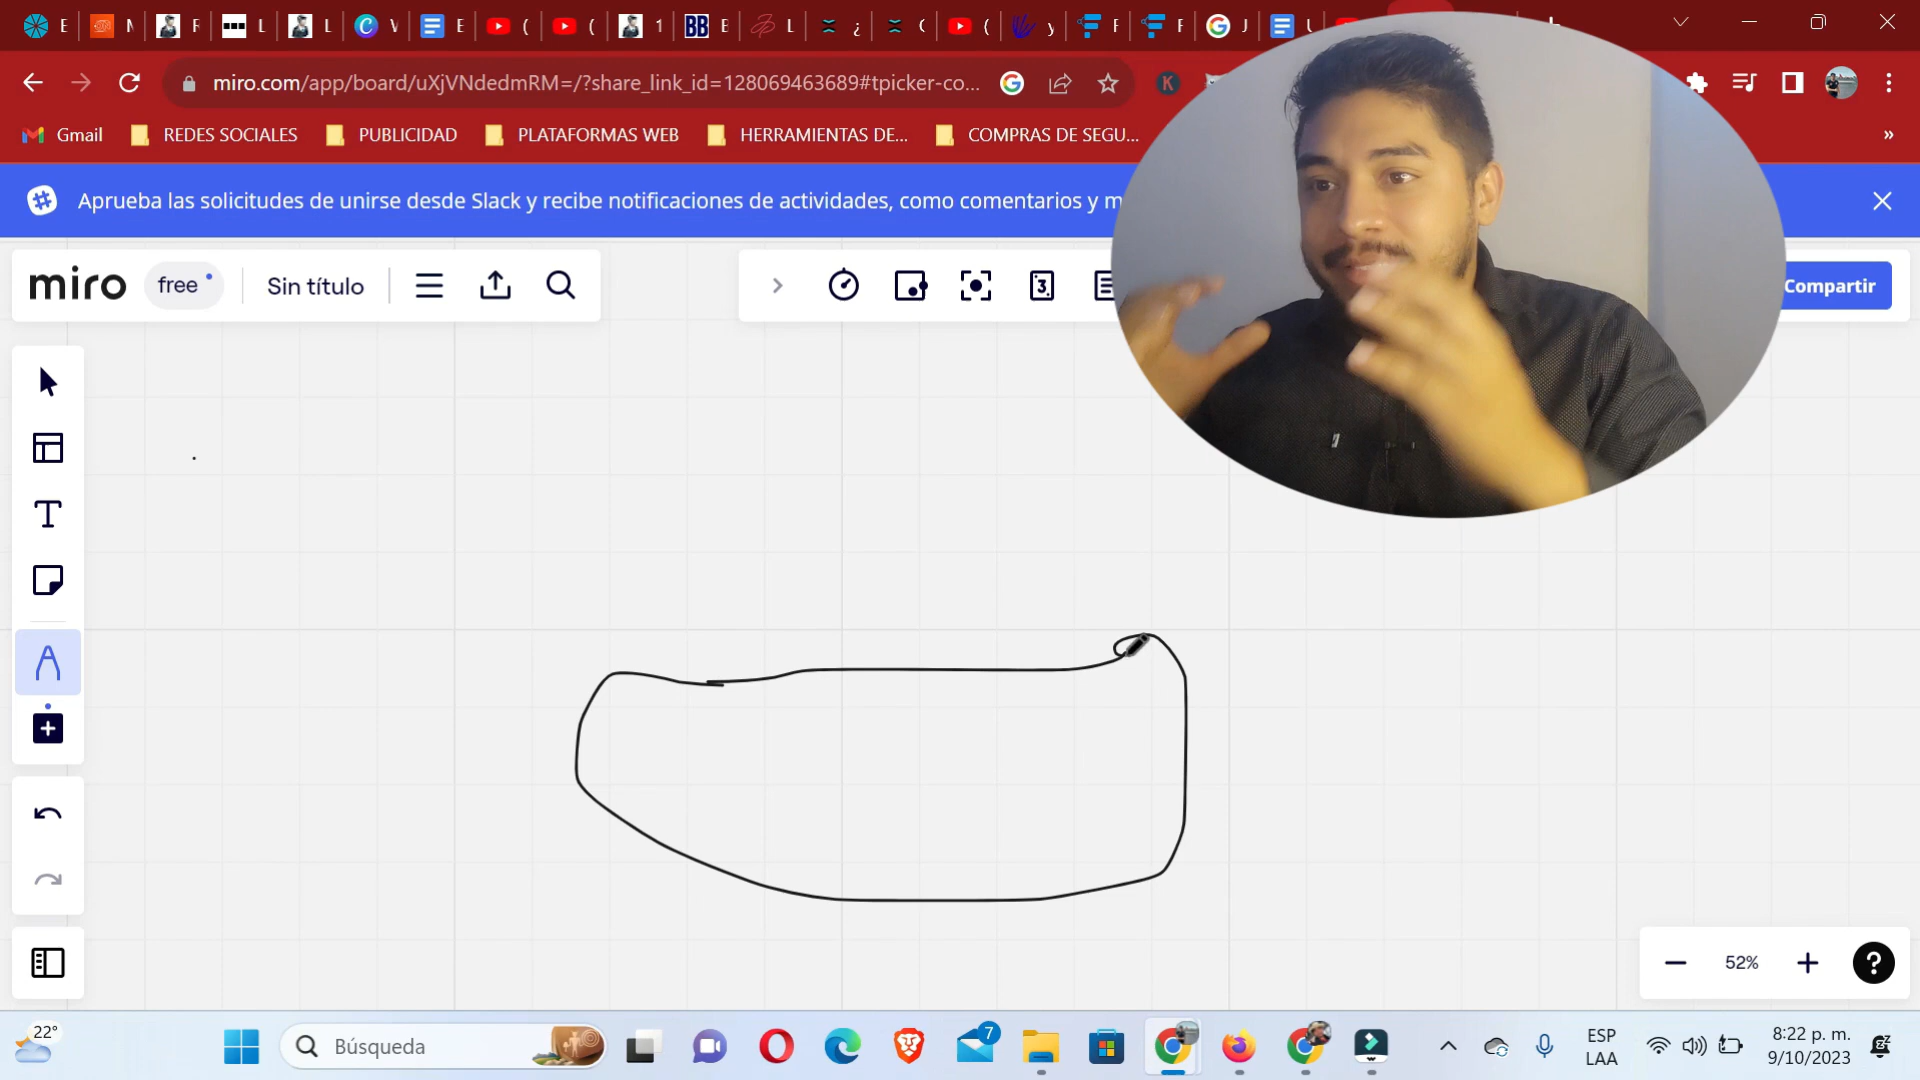 E
N
F
L
L
V
E
(
(
1
E
L
¿
(
(
y
F
F
J
L
miro.com/app/board/uXjVNdedmRM=/?share_link_id=128069463689#tpicker-co...
K
Gmail
REDES SOCIALES
PUBLICIDAD
PLATAFORMAS WEB
HERRAMIENTAS DE...
COMPRAS DE SEGU...
»
Aprueba las solicitudes de unirse desde Slack y recibe notificaciones de actividades, como comentarios y m
miro
free
Sin título
Compartir
52%
?
22°
Búsqueda
7
ESP
LAA
8:22 p. m.
9/10/2023